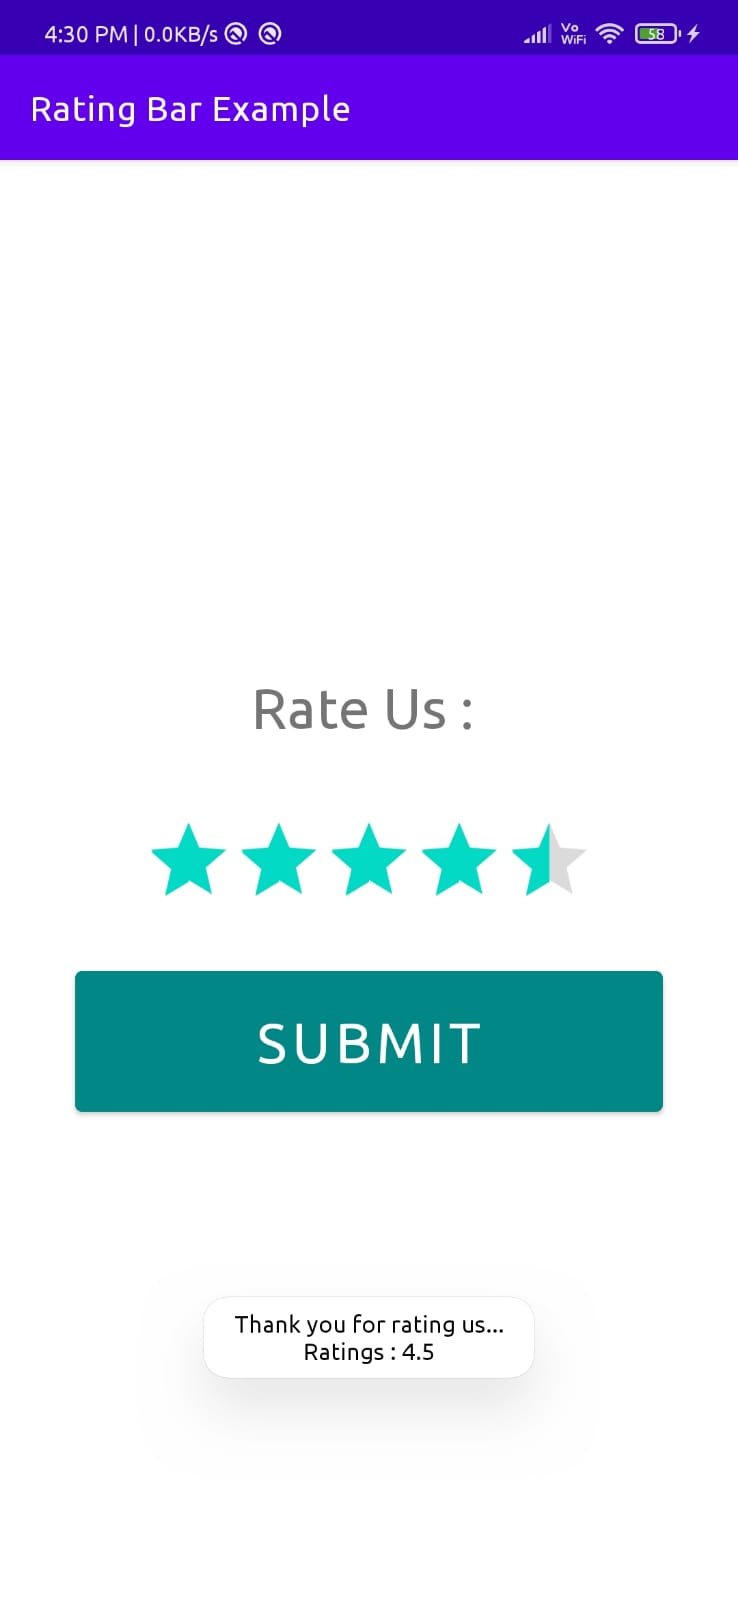 4:30 PM | 0.0KB/s
Vo
WiFi
58
Rating Bar Example
Rate Us :
SUBMIT
Thank you for rating us...
Ratings : 4.5